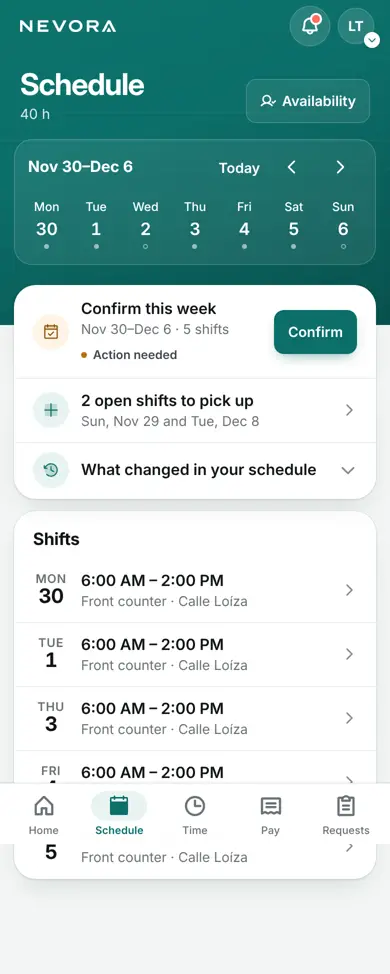 NEVORA
LT
Schedule
40 h
Availability
Nov 30–Dec 6
Today
Mon Tue Wed Thu Fri Sat Sun
30 1 2 3 4 5 6
Confirm this week
Nov 30–Dec 6 · 5 shifts
Action needed
Confirm
2 open shifts to pick up
Sun, Nov 29 and Tue, Dec 8
What changed in your schedule
Shifts
MON
30
6:00 AM – 2:00 PM
Front counter · Calle Loíza
TUE
1
6:00 AM – 2:00 PM
Front counter · Calle Loíza
THU
3
6:00 AM – 2:00 PM
Front counter · Calle Loíza
FRI
6:00 AM – 2:00 PM
Home Schedule Time Pay Requests
5
Front counter · Calle Loíza